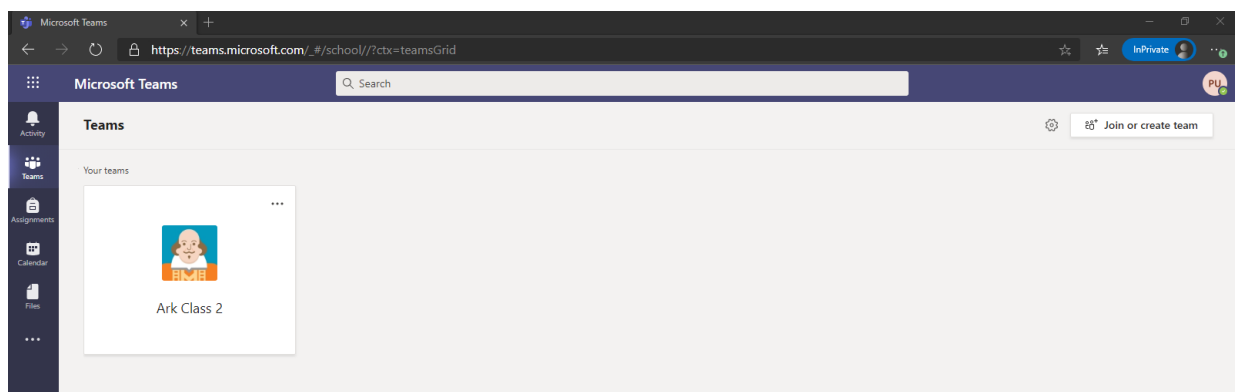 Microsoft Teams
https://teams.microsoft.com/_#/school//?ctx=teamsGrid
InPrivate
Microsoft Teams
Search
PU
Activity
Teams
Join or create team
Teams
Your teams
Assignments
Calendar
Files
Ark Class 2